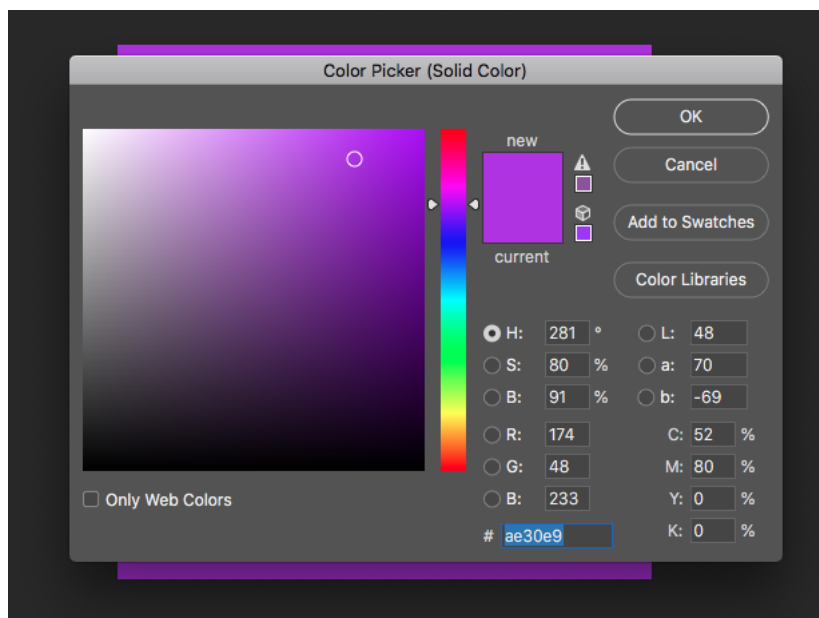 Color Picker (Solid Color)
new
current
OK
Cancel
Add to Swatches
Color Libraries
H: 281 °
S: 80 %
B: 91 %
R: 174
G: 48
B: 233
# ae30e9
L: 48
a: 70
b: -69
C: 52 %
M: 80 %
Y: 0 %
K: 0 %
Only Web Colors